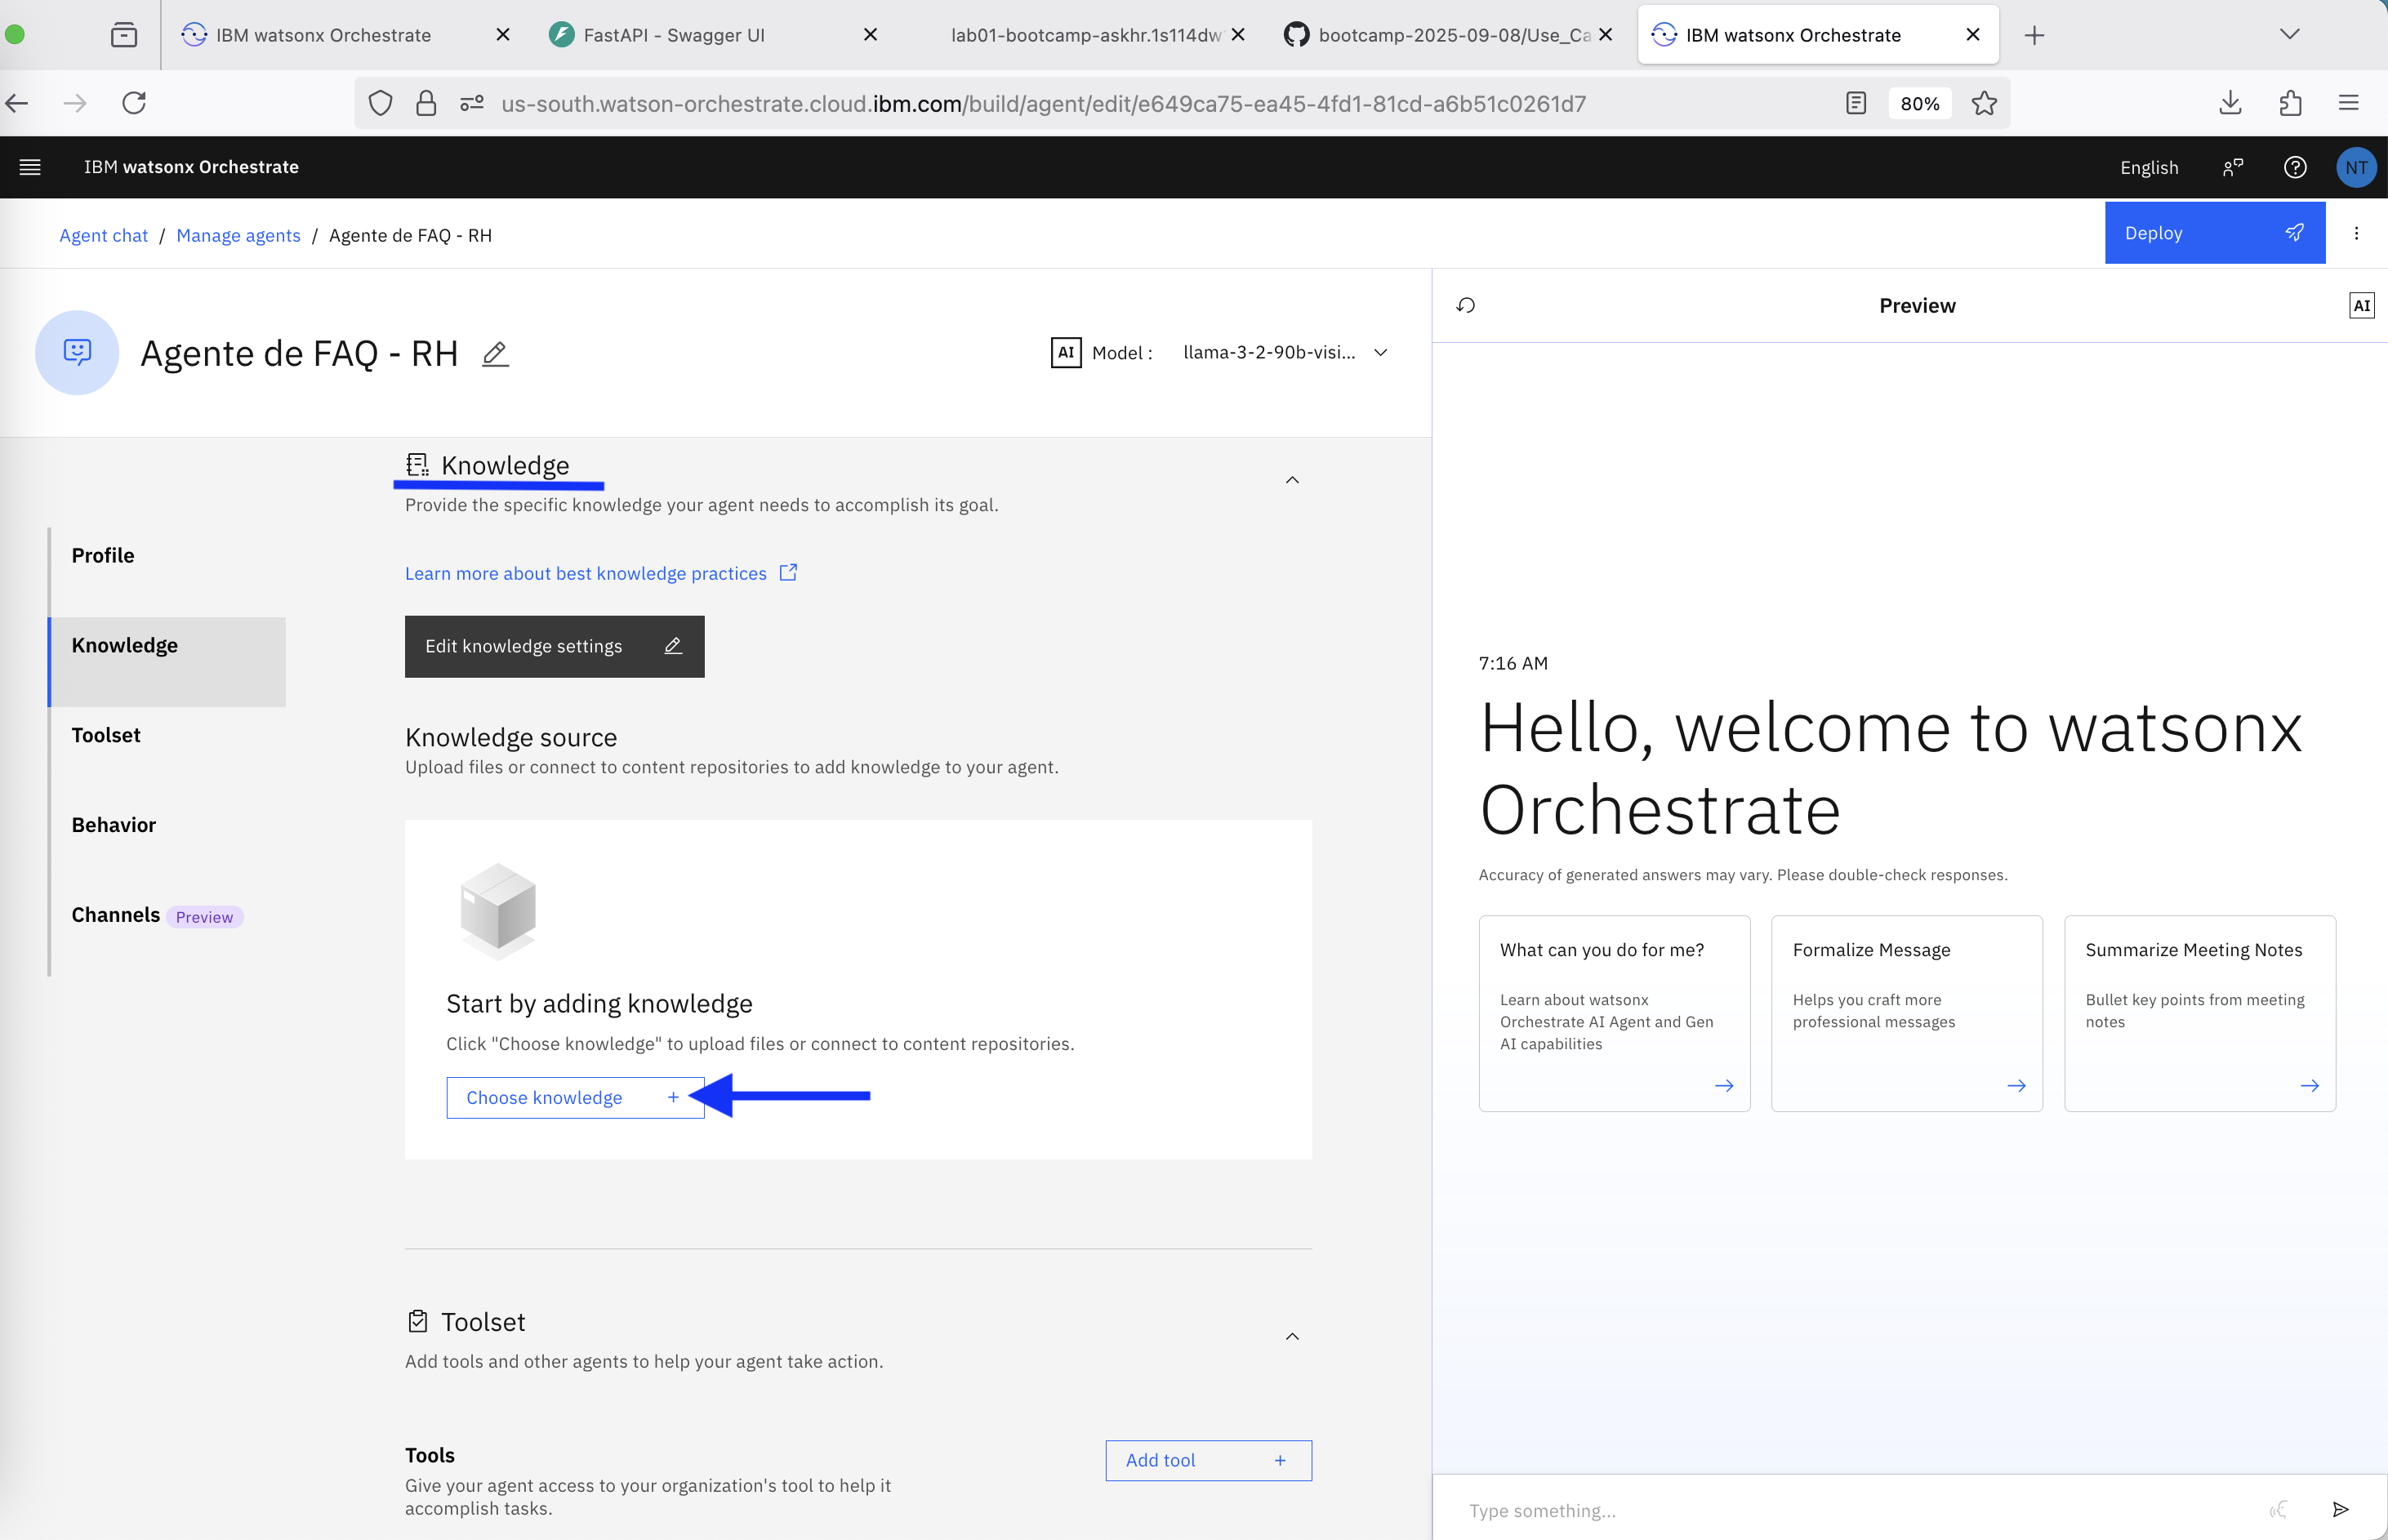 IBM watsonx Orchestrate
FastAPI - Swagger UI
lab01-bootcamp-askhr.1s114dw
bootcamp-2025-09-08/Use_Ca
IBM watsonx Orchestrate
us-south.watson-orchestrate.cloud.ibm.com/build/agent/edit/e649ca75-ea45-4fd1-81cd-a6b51c0261d7
80%
IBM watsonx Orchestrate
English
NT
Agent chat / Manage agents / Agente de FAQ - RH
Deploy
Agente de FAQ - RH
AI Model : llama-3-2-90b-visi...
Profile
Knowledge
Toolset
Behavior
Channels Preview
Knowledge
Provide the specific knowledge your agent needs to accomplish its goal.
Learn more about best knowledge practices
Edit knowledge settings
Knowledge source
Upload files or connect to content repositories to add knowledge to your agent.
Start by adding knowledge
Click "Choose knowledge" to upload files or connect to content repositories.
Choose knowledge +
Toolset
Add tools and other agents to help your agent take action.
Tools
Give your agent access to your organization's tool to help it
accomplish tasks.
Add tool +
Preview
AI
7:16 AM
Hello, welcome to watsonx
Orchestrate
Accuracy of generated answers may vary. Please double-check responses.
What can you do for me?
Learn about watsonx
Orchestrate AI Agent and Gen
AI capabilities
Formalize Message
Helps you craft more
professional messages
Summarize Meeting Notes
Bullet key points from meeting
notes
Type something...